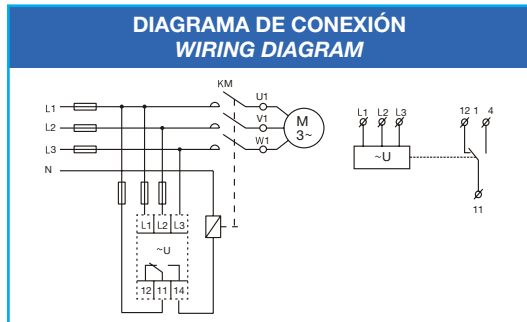 DIAGRAMA DE CONEXIÓN
WIRING DIAGRAM
KM
L1
U1
L2
V1
M
3~
L3
W1
N
L1 L2 L3
~U
12 11 14
L1 L2 L3
12 1 4
~U
11